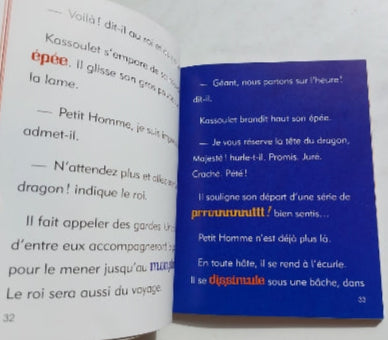 — Voilà ! dit-il au roi et à
Kassoulet s'empare de sa
épée. Il glisse son gros
la lame.
— Petit Homme, je suis
admet-il.
— N'attendez plus et allez
dragon ! indique le roi.
Il fait appeler des gardes.
d'entre eux accompagneront
pour le mener jusqu'au
Le roi sera aussi du voyage.
32
— Géant, nous partons sur l'heure !
dit-il.
Kassoulet brandit haut son épée.
— Je vous réserve la tête du dragon,
Majesté ! hurle-t-il. Promis. Juré.
Craché. Pété !
Il souligne son départ d'une série de
prrouuuuuttt ! bien sentis...
Petit Homme n'est déjà plus là.
En toute hâte, il se rend à l'écurie.
Il se dissimule sous une bâche, dans
33